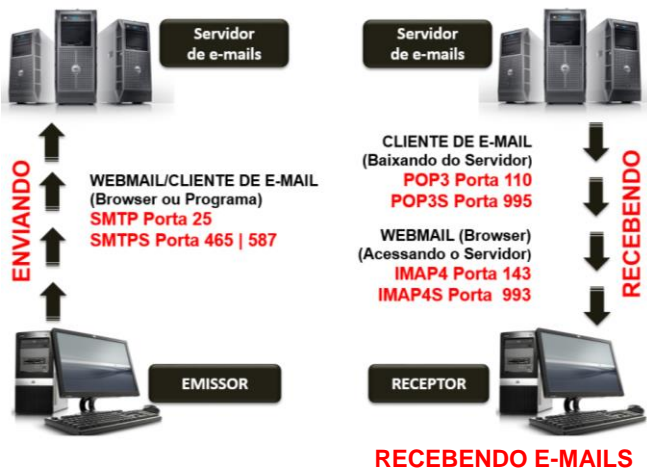 Servidor
de e-mails
Servidor
de e-mails
ENVIANDO
WEBMAIL/CLIENTE DE E-MAIL
(Browser ou Programa)
SMTP Porta 25
SMTPS Porta 465 | 587
CLIENTE DE E-MAIL
(Baixando do Servidor)
POP3 Porta 110
POP3S Porta 995
WEBMAIL (Browser)
(Acessando o Servidor)
IMAP4 Porta 143
IMAP4S Porta 993
RECEBENDO
EMISSOR
RECEPTOR
RECEBENDO E-MAILS